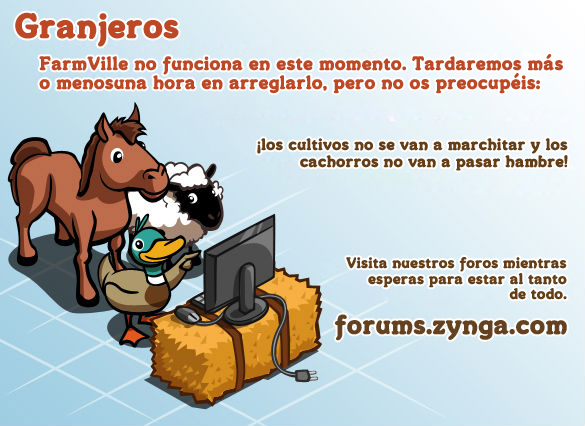 Granjeros
FarmVille no funciona en este momento. Tardaremos más
o menosuna hora en arreglarlo, pero no os preocupéis:
¡los cultivos no se van a marchitar y los
cachorros no van a pasar hambre!
Visita nuestros foros mientras
esperas para estar al tanto
de todo.
forums.zynga.com